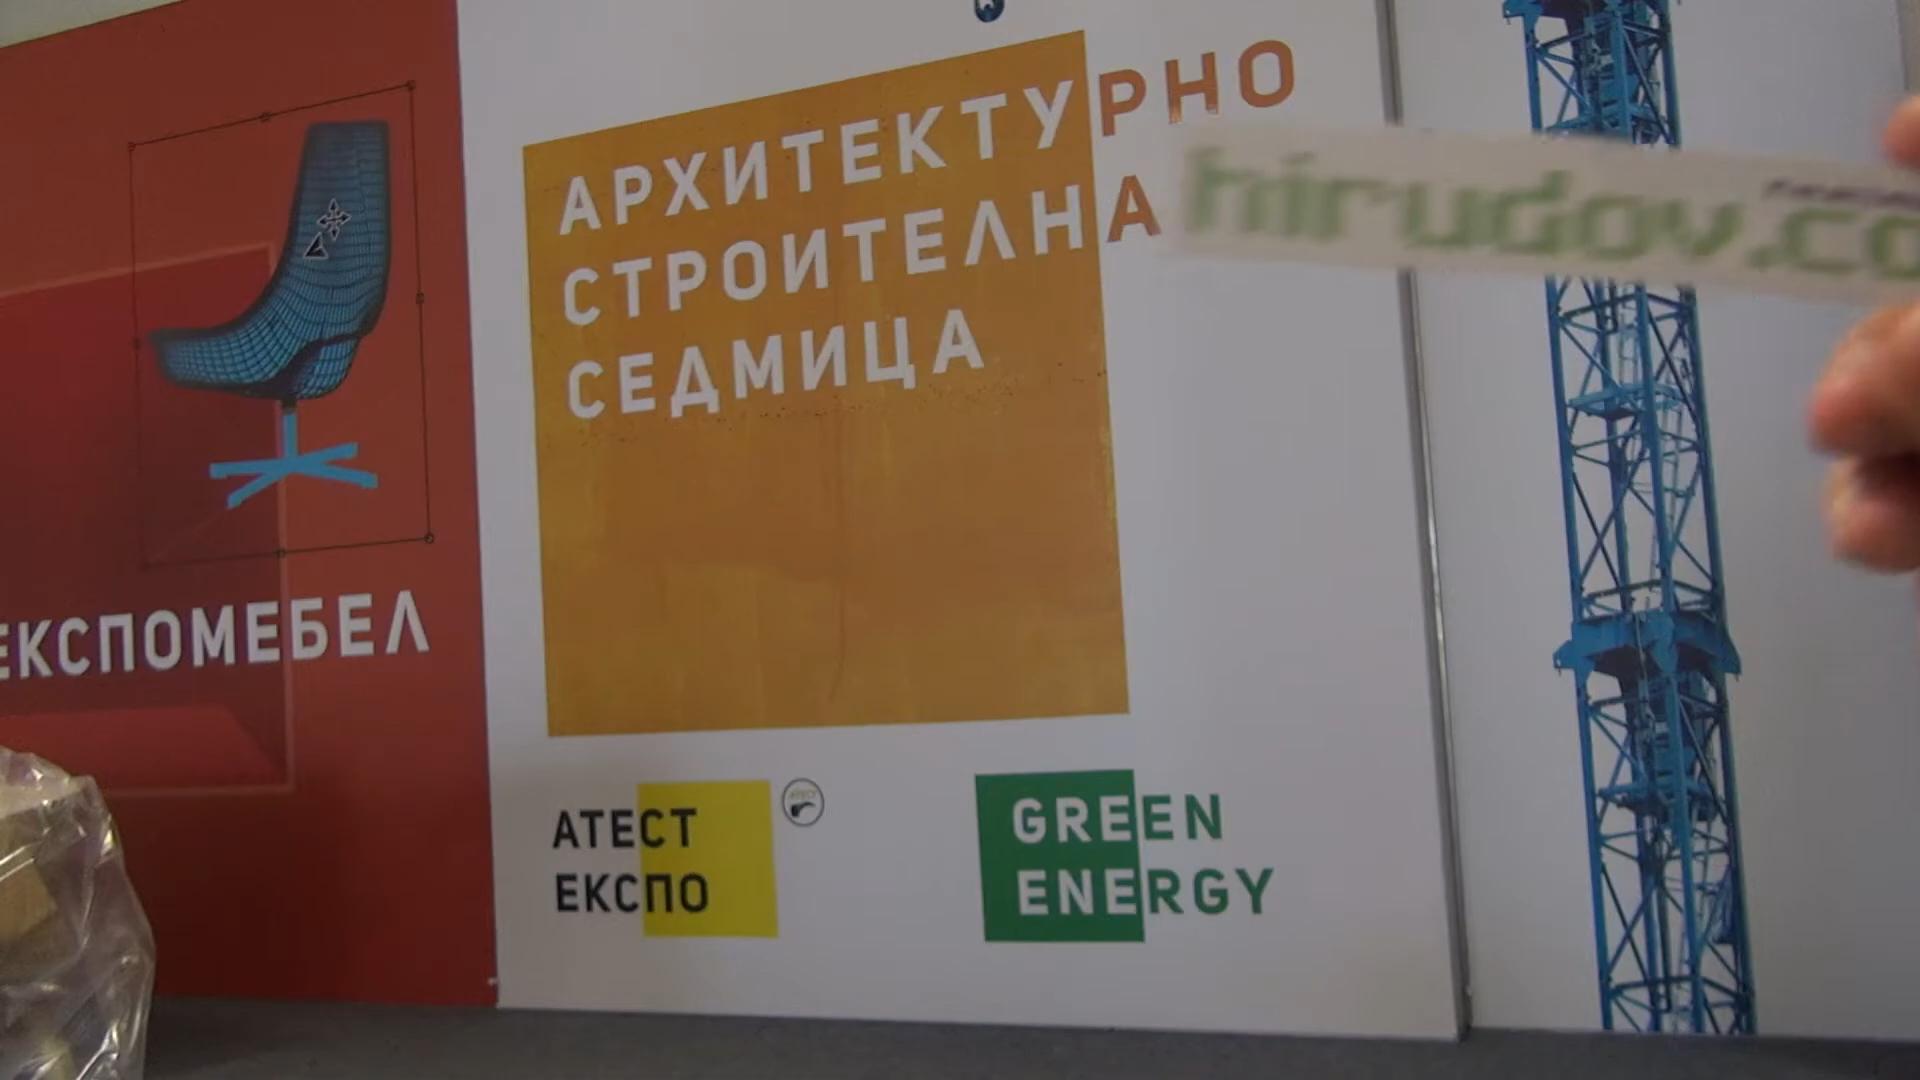 ЕКСПОМЕБЕЛ
АРХИТЕКТУРНО
СТРОИТЕЛНА
СЕДМИЦА
hirudov.co
АТЕСТ
ЕКСПО
GREEN
ENERGY